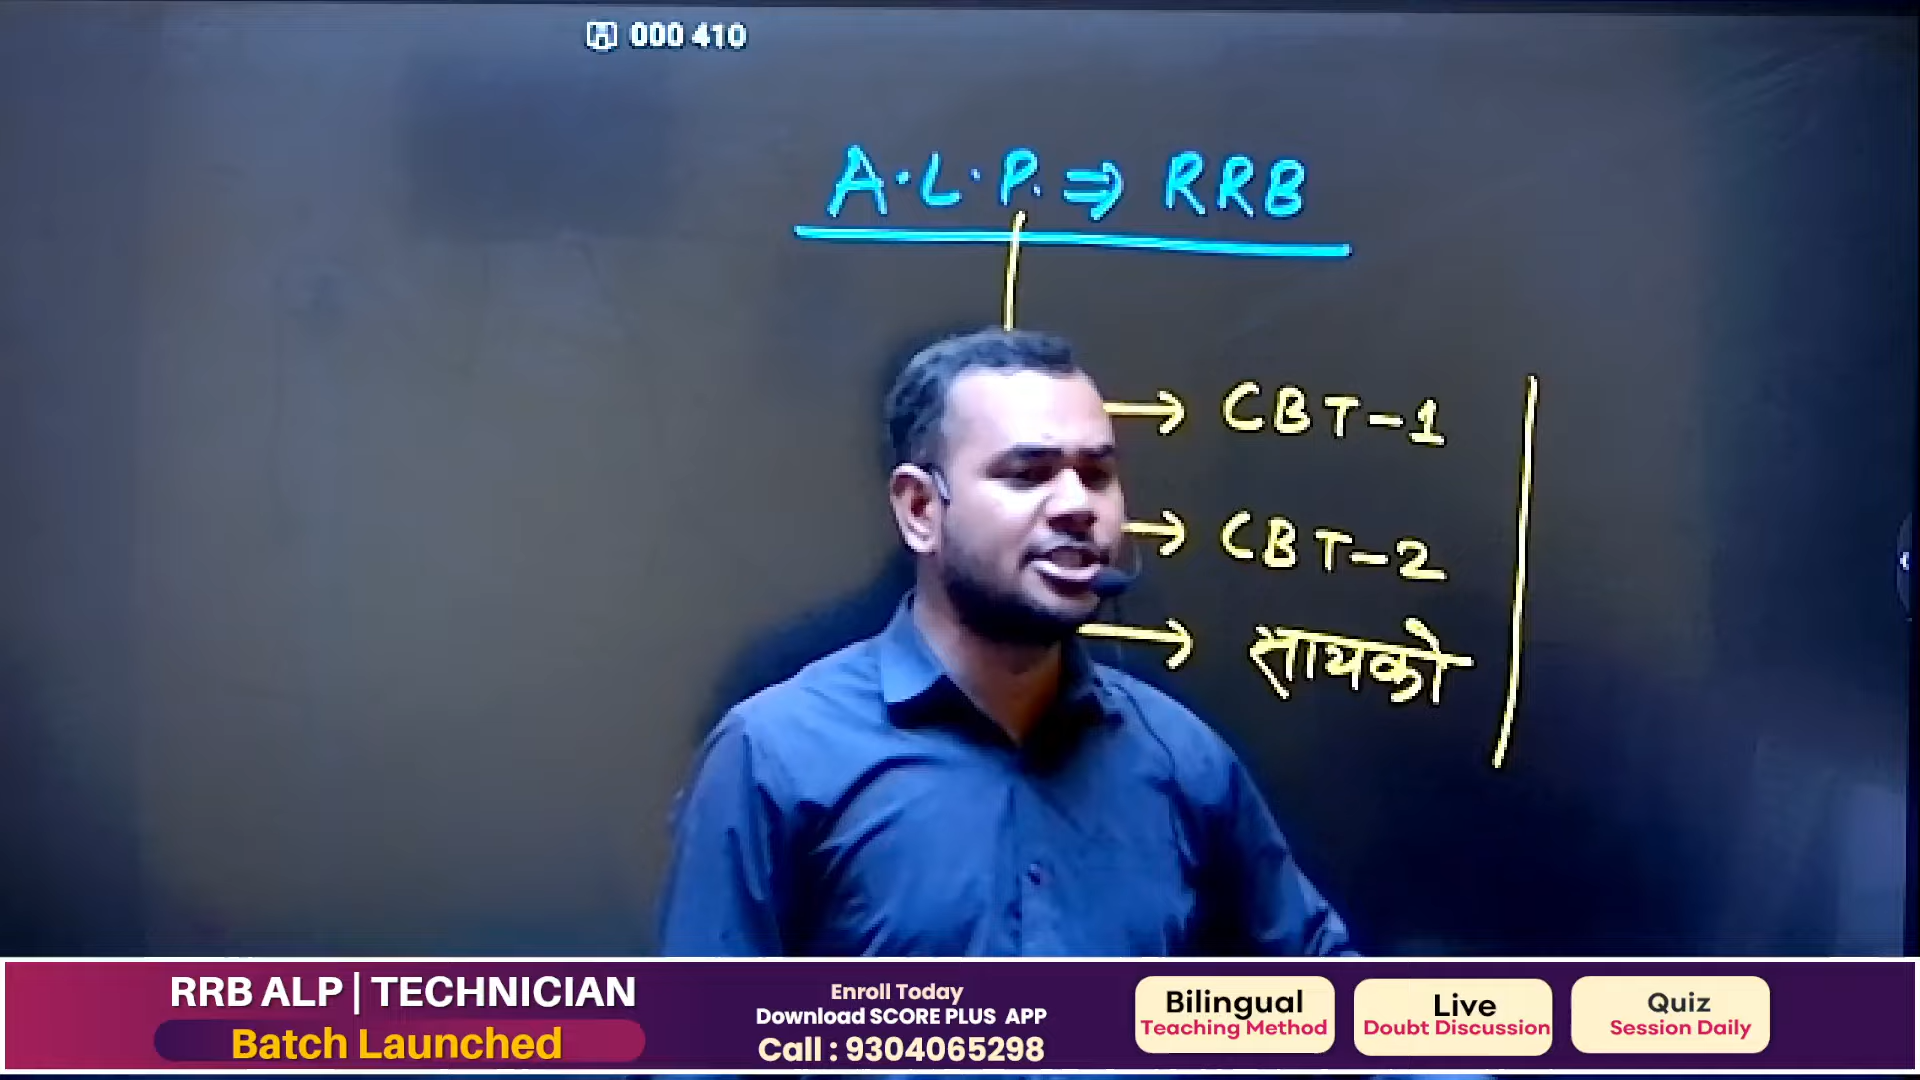 000 410
A.L.P. ⇒ RRB
→ CBT-1
→ CBT-2
→ सायको
RRB ALP | TECHNICIAN
Batch Launched
Enroll Today
Download SCORE PLUS APP
Call : 9304065298
Bilingual
Teaching Method
Live
Doubt Discussion
Quiz
Session Daily